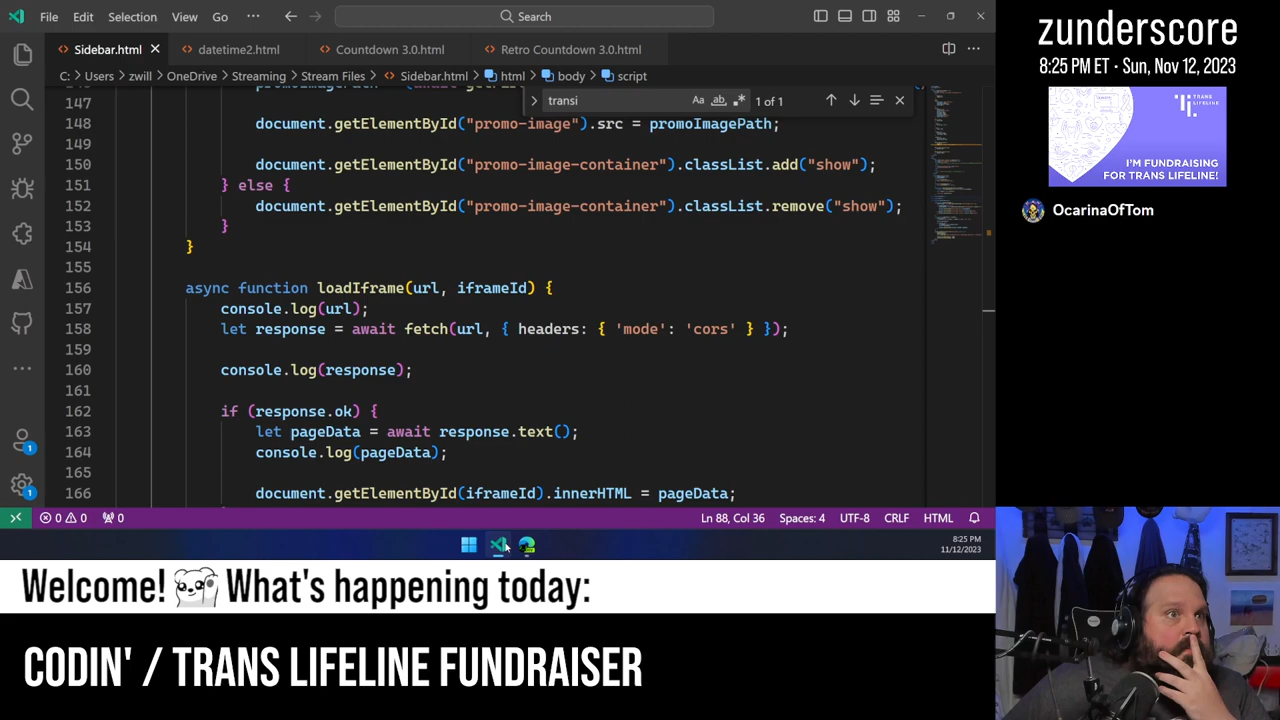 File Edit Selection View Go ··· Search
Sidebar.html datetime2.html Countdown 3.0.html Retro Countdown 3.0.html
C: > Users > zwill > OneDrive > Streaming > Stream Files > Sidebar.html > html > body > script
transi Aa ab .* 1 of 1
147
148 document.getElementById("promo-image").src = promoImagePath;
149
150 document.getElementById("promo-image-container").classList.add("show");
151 } else {
152 document.getElementById("promo-image-container").classList.remove("show");
153 }
154 }
155
156 async function loadIframe(url, iframeId) {
157 console.log(url);
158 let response = await fetch(url, { headers: { 'mode': 'cors' } });
159
160 console.log(response);
161
162 if (response.ok) {
163 let pageData = await response.text();
164 console.log(pageData);
165
166 document.getElementById(iframeId).innerHTML = pageData;
1
1
0 0 0 Ln 88, Col 36 Spaces: 4 UTF-8 CRLF HTML
8:25 PM
11/12/2023
Welcome! What's happening today:
CODIN' / TRANS LIFELINE FUNDRAISER
zunderscore
8:25 PM ET · Sun, Nov 12, 2023
TRANS
LIFELINE
I'M FUNDRAISING
FOR TRANS LIFELINE!
OcarinaOfTom